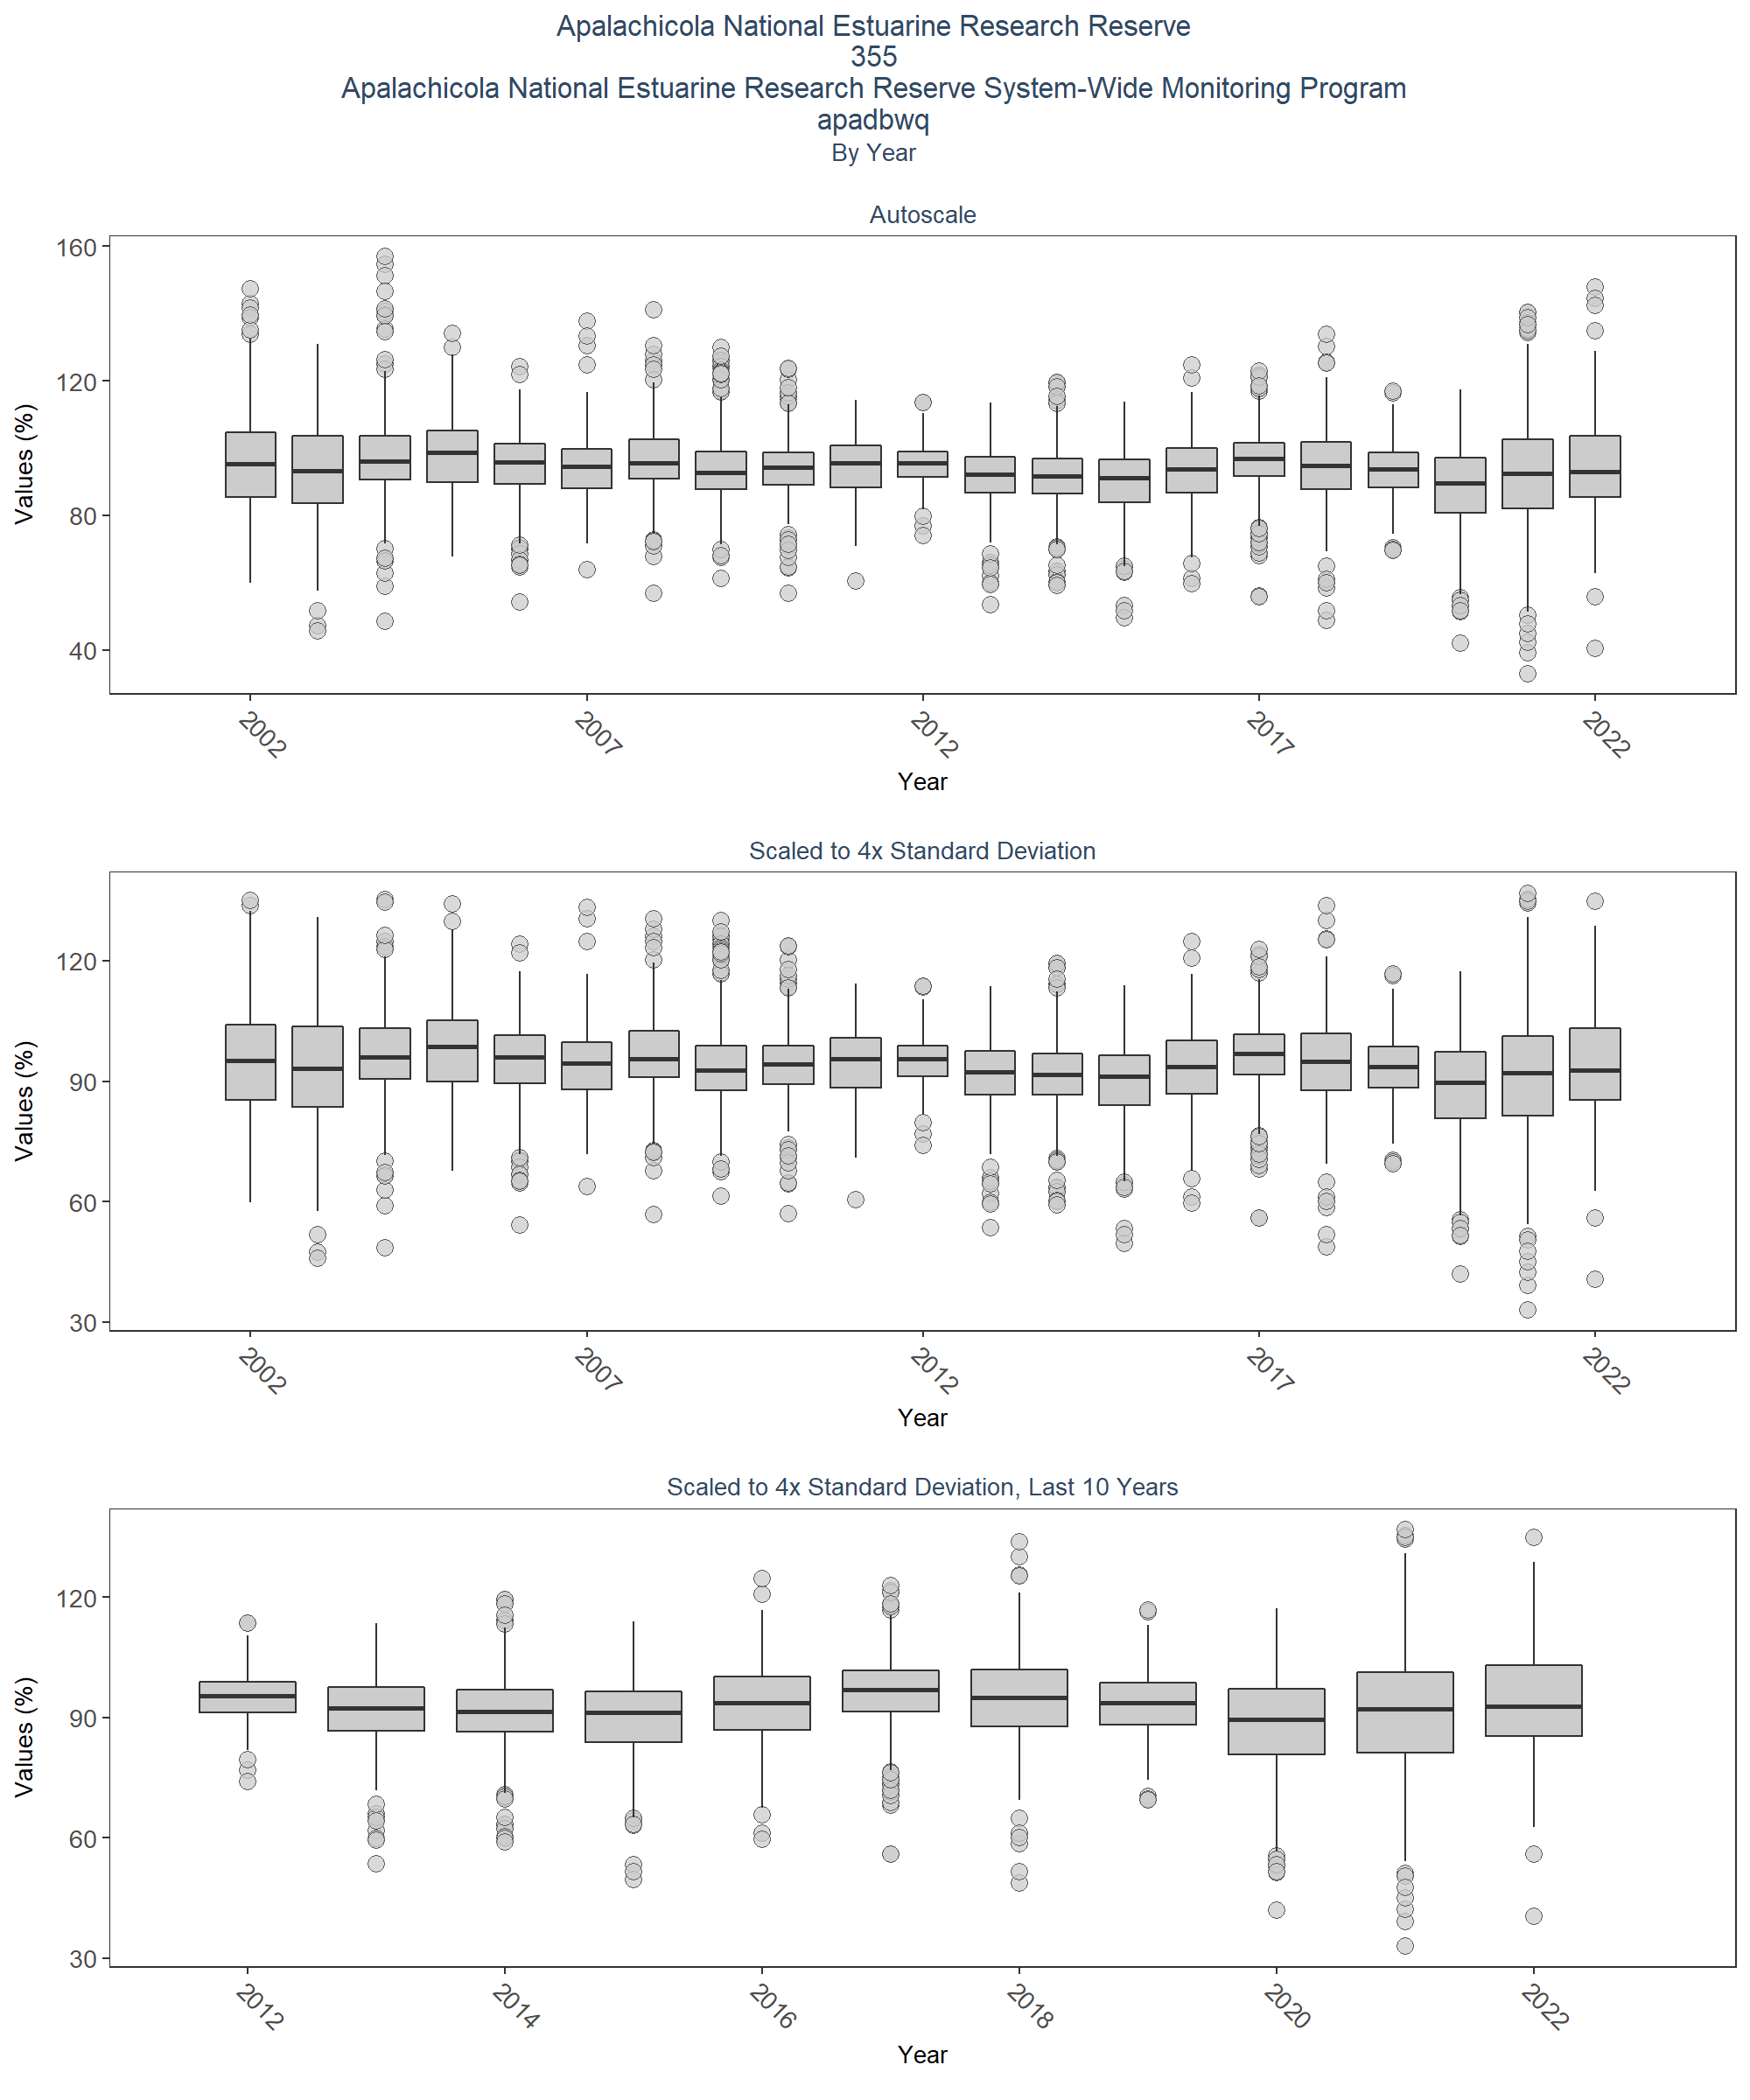 Apalachicola National Estuarine Research Reserve
355
Apalachicola National Estuarine Research Reserve System-Wide Monitoring Program
apadbwq
By Year
Autoscale
Values (%)
160
120
80
40
2002 2007 2012 2017 2022
Year
Scaled to 4x Standard Deviation
Values (%)
120
90
60
30
2002 2007 2012 2017 2022
Year
Scaled to 4x Standard Deviation, Last 10 Years
Values (%)
120
90
60
30
2012 2014 2016 2018 2020 2022
Year